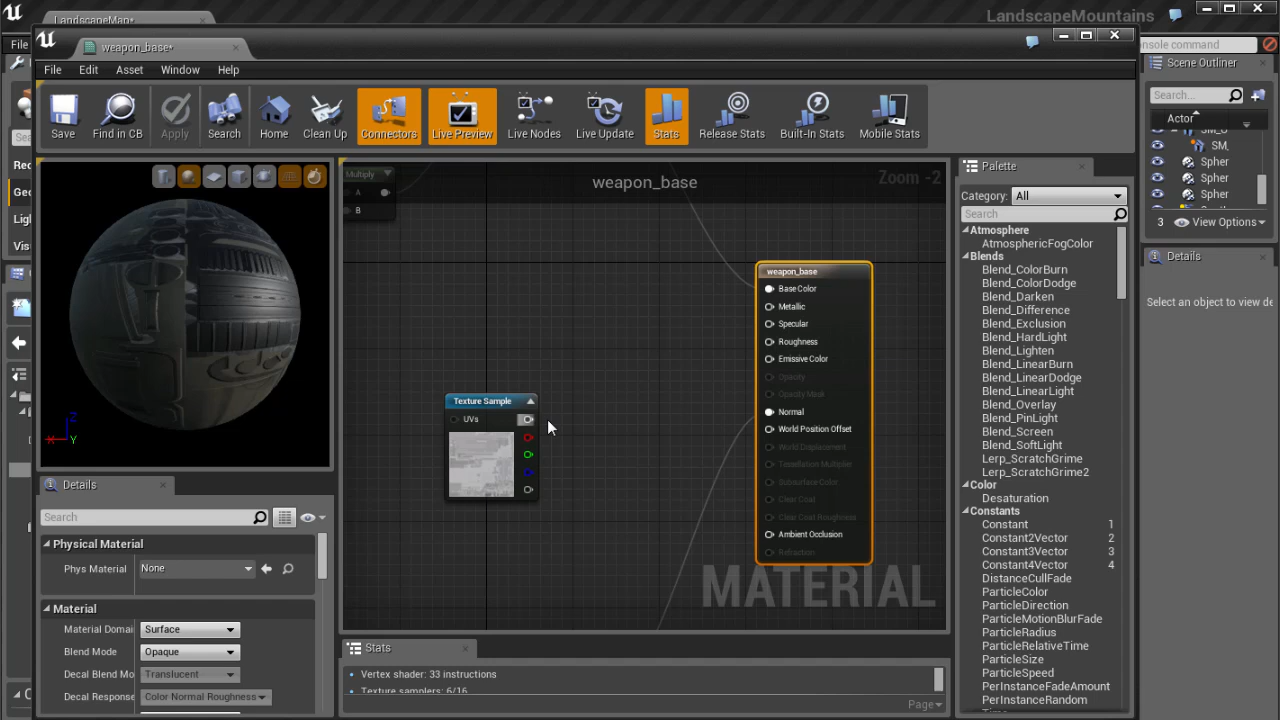 LandscapeMap*
LandscapeMountains
weapon_base*
File
nsole command
File Edit Asset Window Help
Scene Outliner
Save Find in CB Apply Search Home Clean Up Connectors Live Preview Live Nodes Live Update Stats Release Stats Built-In Stats Mobile Stats
Search...
Actor
SM_
Spher
Spher
Spher
3 View Options
Details
Select an object to view de
Rec
Geo
Ligh
Visu
Multiply
A
B
weapon_base
Zoom -2
weapon_base
Base Color
Metallic
Specular
Roughness
Emissive Color
Opacity
Opacity Mask
Normal
World Position Offset
World Displacement
Tessellation Multiplier
Subsurface Color
Clear Coat
Clear Coat Roughness
Ambient Occlusion
Refraction
Texture Sample
UVs
MATERIAL
Z
X Y
Palette
Category: All
Search
Atmosphere
AtmosphericFogColor
Blends
Blend_ColorBurn
Blend_ColorDodge
Blend_Darken
Blend_Difference
Blend_Exclusion
Blend_HardLight
Blend_Lighten
Blend_LinearBurn
Blend_LinearDodge
Blend_LinearLight
Blend_Overlay
Blend_PinLight
Blend_Screen
Blend_SoftLight
Lerp_ScratchGrime
Lerp_ScratchGrime2
Color
Desaturation
Constants
Constant 1
Constant2Vector 2
Constant3Vector 3
Constant4Vector 4
DistanceCullFade
ParticleColor
ParticleDirection
ParticleMotionBlurFade
ParticleRadius
ParticleRelativeTime
ParticleSize
ParticleSpeed
PerInstanceFadeAmount
PerInstanceRandom
Details
Search
Physical Material
Phys Material None
Material
Material Domai Surface
Blend Mode Opaque
Decal Blend Mo Translucent
Decal Response Color Normal Roughness
Stats
Vertex shader: 33 instructions
Texture samplers: 6/16
Page